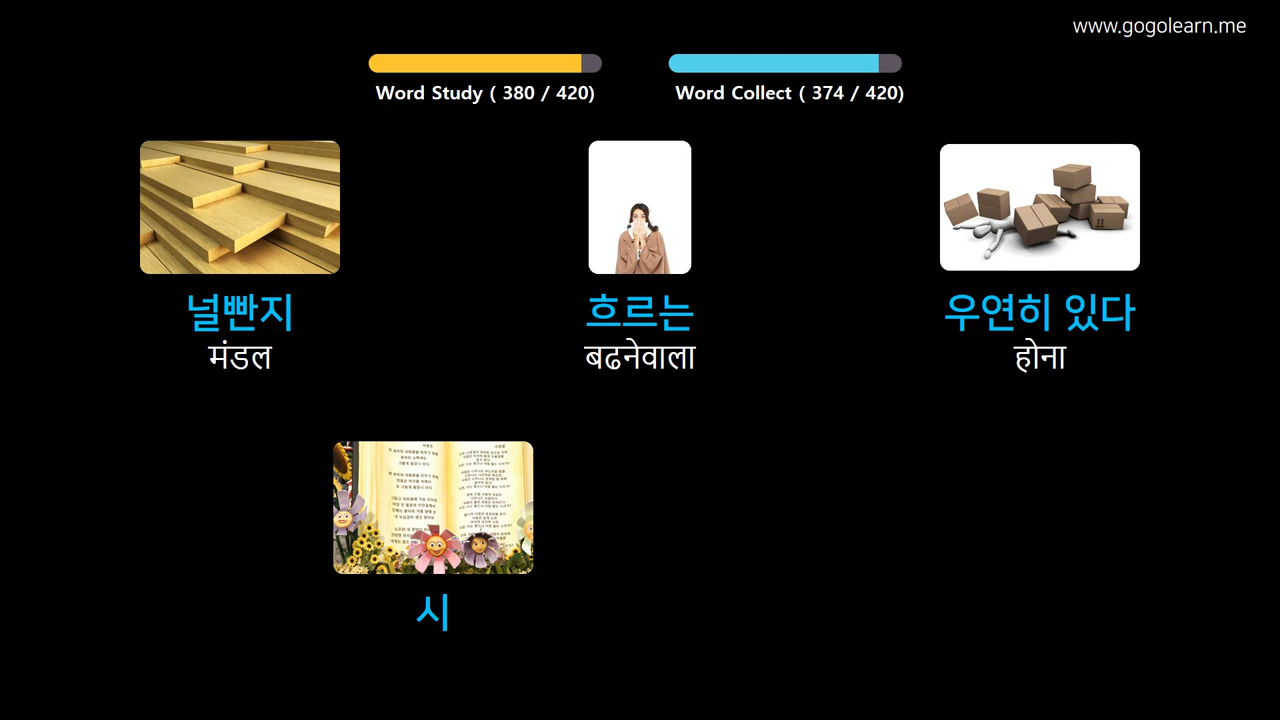 www.gogolearn.me
Word Study ( 380 / 420)
Word Collect ( 374 / 420)
널빤지
흐르는
우연히 있다
मंडल
बढनेवाला
होना
시